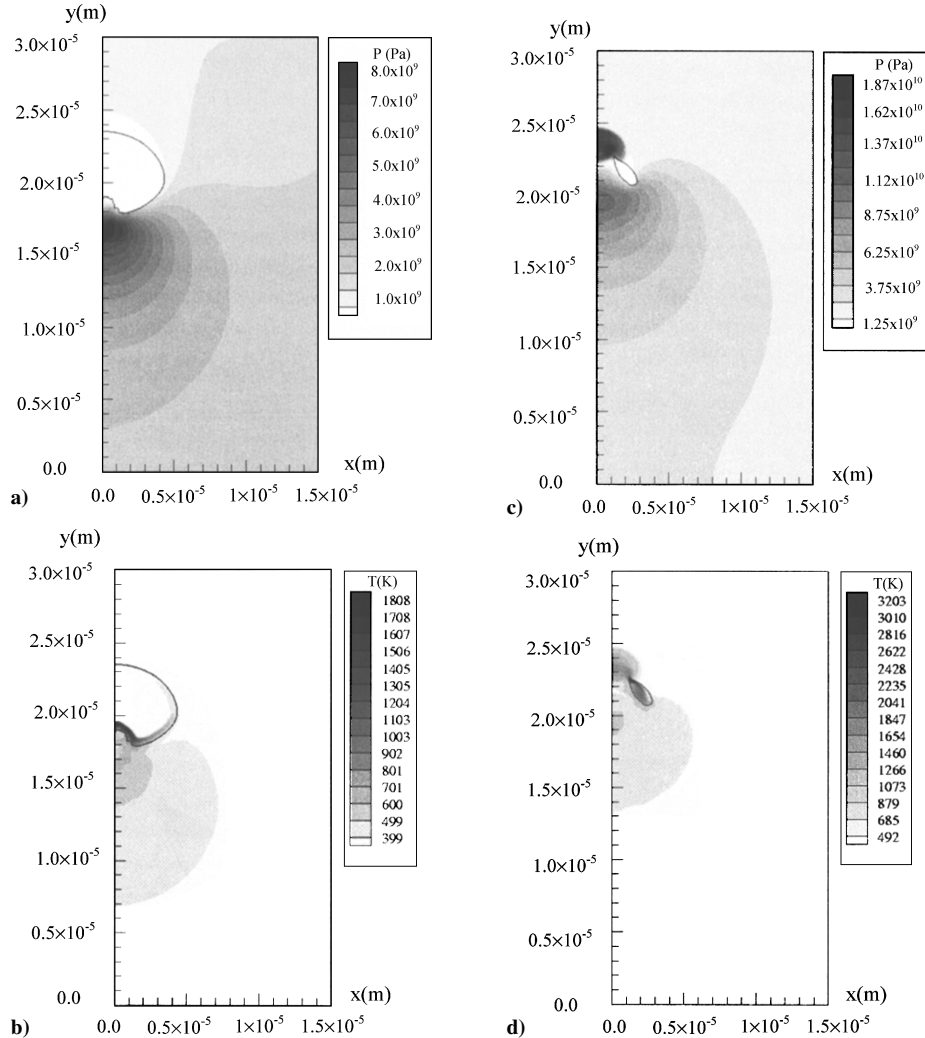 y(m)
3.0×10⁻⁵
2.5×10⁻⁵
2.0×10⁻⁵
1.5×10⁻⁵
1.0×10⁻⁵
0.5×10⁻⁵
0.0
x(m)
0.0 0.5×10⁻⁵ 1×10⁻⁵ 1.5×10⁻⁵
a)
P (Pa)
8.0x10⁹
7.0x10⁹
6.0x10⁹
5.0x10⁹
4.0x10⁹
3.0x10⁹
2.0x10⁹
1.0x10⁹
y(m)
3.0×10⁻⁵
2.5×10⁻⁵
2.0×10⁻⁵
1.5×10⁻⁵
1.0×10⁻⁵
0.5×10⁻⁵
0.0
x(m)
0.0 0.5×10⁻⁵ 1×10⁻⁵ 1.5×10⁻⁵
c)
P (Pa)
1.87x10¹⁰
1.62x10¹⁰
1.37x10¹⁰
1.12x10¹⁰
8.75x10⁹
6.25x10⁹
3.75x10⁹
1.25x10⁹
y(m)
3.0×10⁻⁵
2.5×10⁻⁵
2.0×10⁻⁵
1.5×10⁻⁵
1.0×10⁻⁵
0.5×10⁻⁵
0.0
x(m)
0.0 0.5×10⁻⁵ 1×10⁻⁵ 1.5×10⁻⁵
b)
T(K)
1808
1708
1607
1506
1405
1305
1204
1103
1003
902
801
701
600
499
399
y(m)
3.0×10⁻⁵
2.5×10⁻⁵
2.0×10⁻⁵
1.5×10⁻⁵
1.0×10⁻⁵
0.5×10⁻⁵
0.0
x(m)
0.0 0.5×10⁻⁵ 1×10⁻⁵ 1.5×10⁻⁵
d)
T(K)
3203
3010
2816
2622
2428
2235
2041
1847
1654
1460
1266
1073
879
685
492